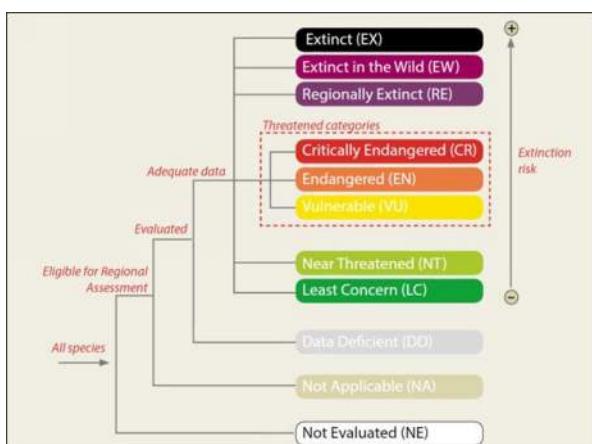 Extinct (EX)
Extinct in the Wild (EW)
Regionally Extinct (RE)
Threatened categories
Critically Endangered (CR)
Adequate data
Extinction
risk
Endangered (EN)
Vulnerable (VU)
Evaluated
Eligible for Regional
Assessment
Near Threatened (NT)
Least Concern (LC)
Data Deficient (DD)
All species
Not Applicable (NA)
Not Evaluated (NE)